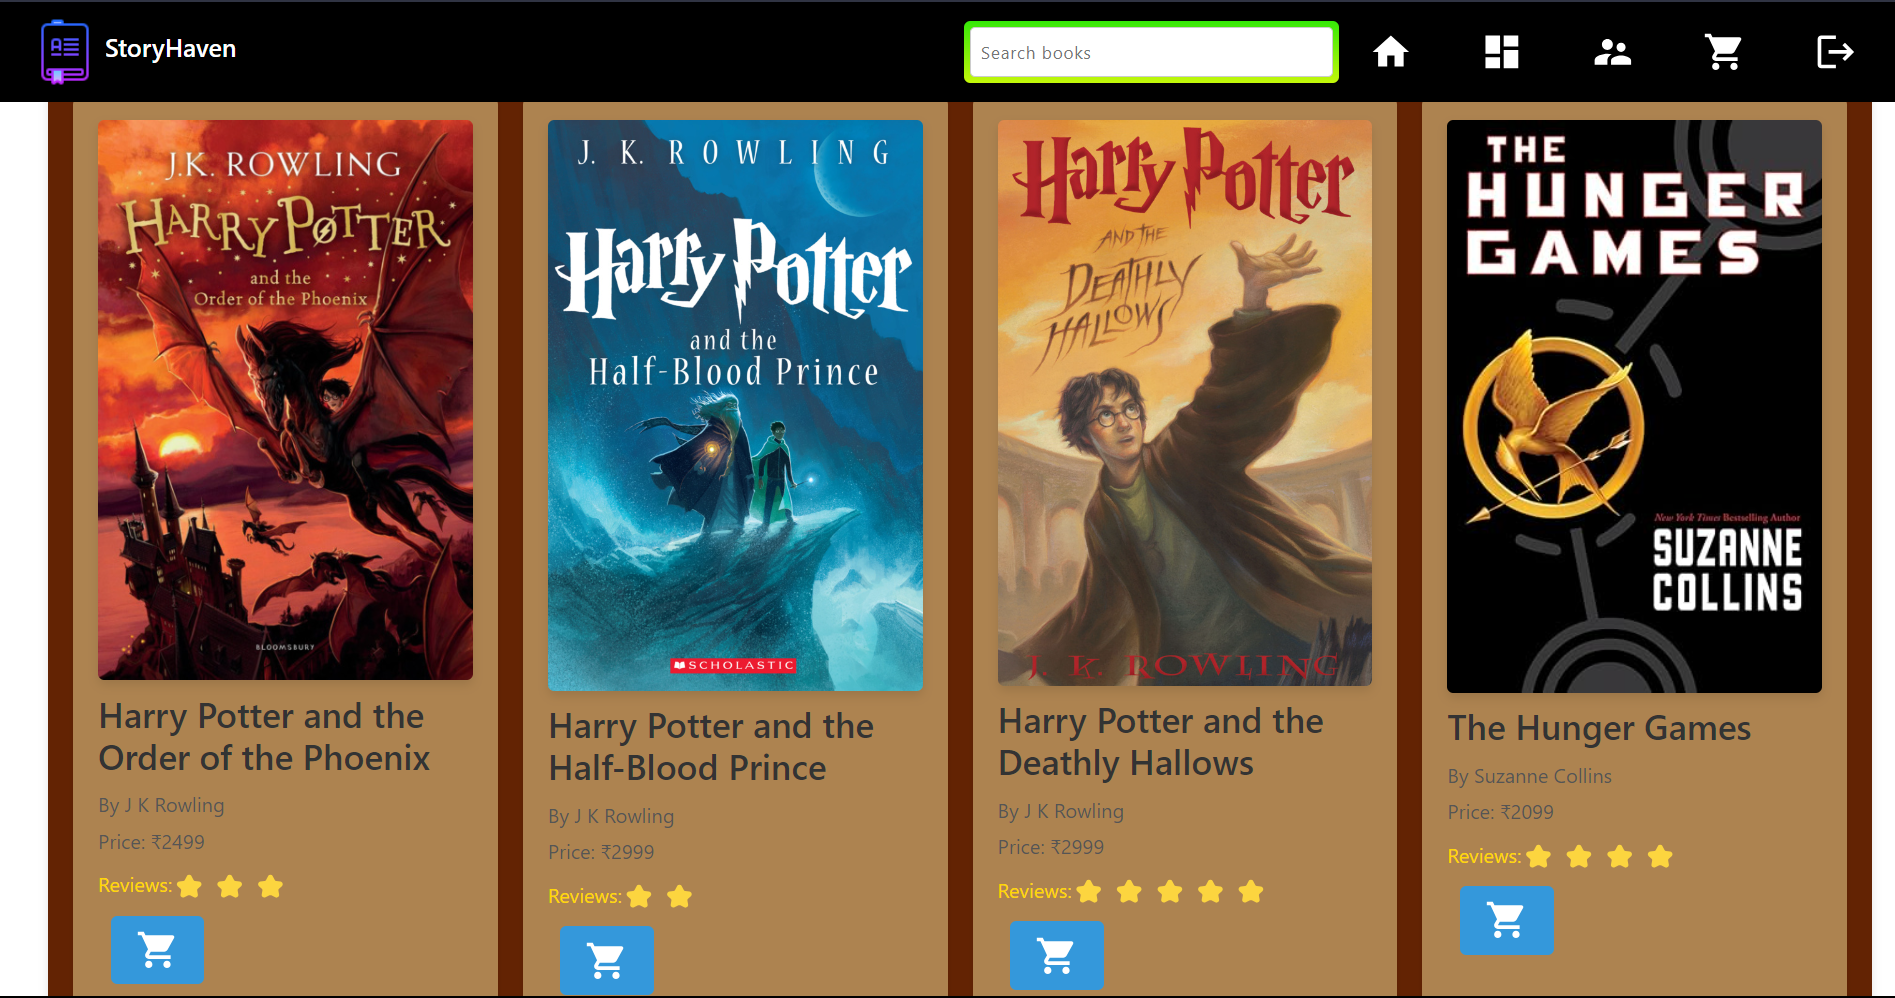 StoryHaven
Search books
J.K. ROWLING
HARRY POTTER
and the
Order of the Phoenix
BLOOMSBURY
Harry Potter and the
Order of the Phoenix
By J K Rowling
Price: ₹2499
Reviews:
J. K. ROWLING
Harry Potter
and the
Half-Blood Prince
SCHOLASTIC
Harry Potter and the
Half-Blood Prince
By J K Rowling
Price: ₹2999
Reviews:
Harry Potter
AND THE
DEATHLY
HALLOWS
J. K. ROWLING
Harry Potter and the
Deathly Hallows
By J K Rowling
Price: ₹2999
Reviews:
THE
HUNGER
GAMES
New York Times Bestselling Author
SUZANNE
COLLINS
The Hunger Games
By Suzanne Collins
Price: ₹2099
Reviews: